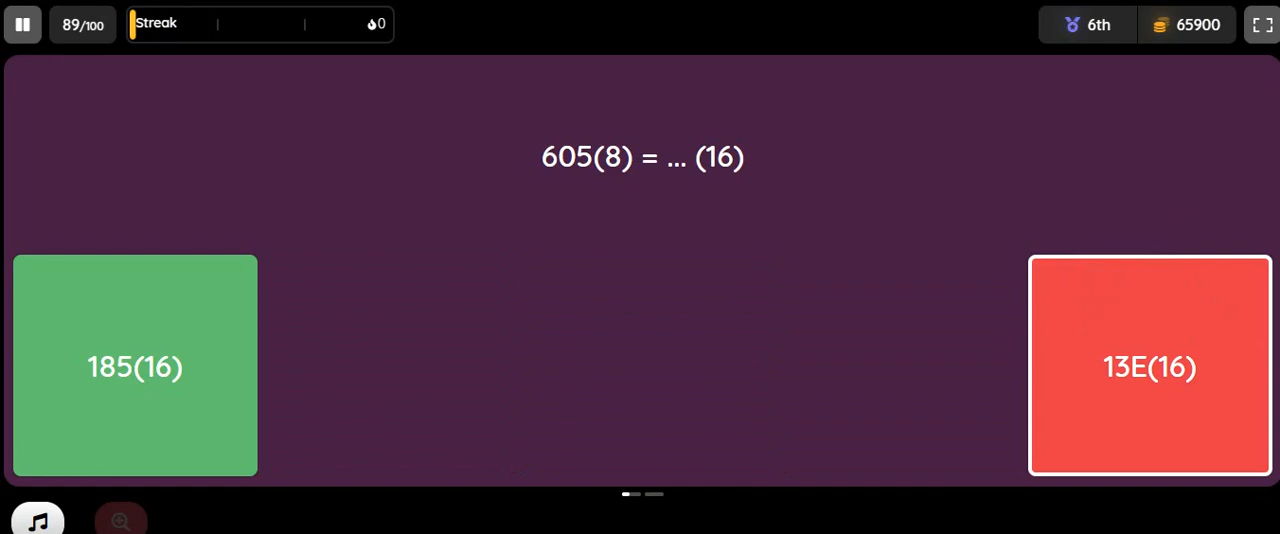 89/100
Streak
0
6th
65900
605(8) = ... (16)
185(16)
13E(16)